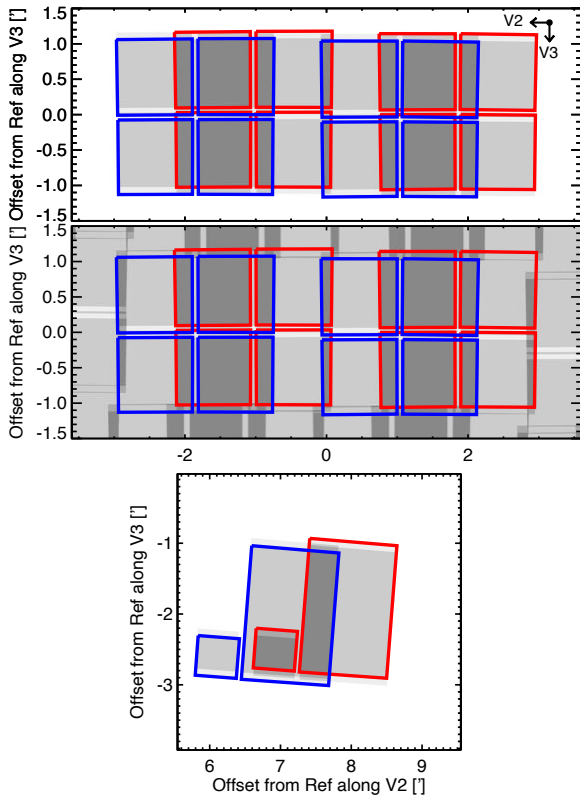 Offset from Ref along V3 [']
1.5
1.0
0.5
0.0
-0.5
-1.0
-1.5
V2
V3
Offset from Ref along V3 [']
1.5
1.0
0.5
0.0
-0.5
-1.0
-1.5
-2 0 2
Offset from Ref along V3 [']
-1
-2
-3
6 7 8 9
Offset from Ref along V2 [']